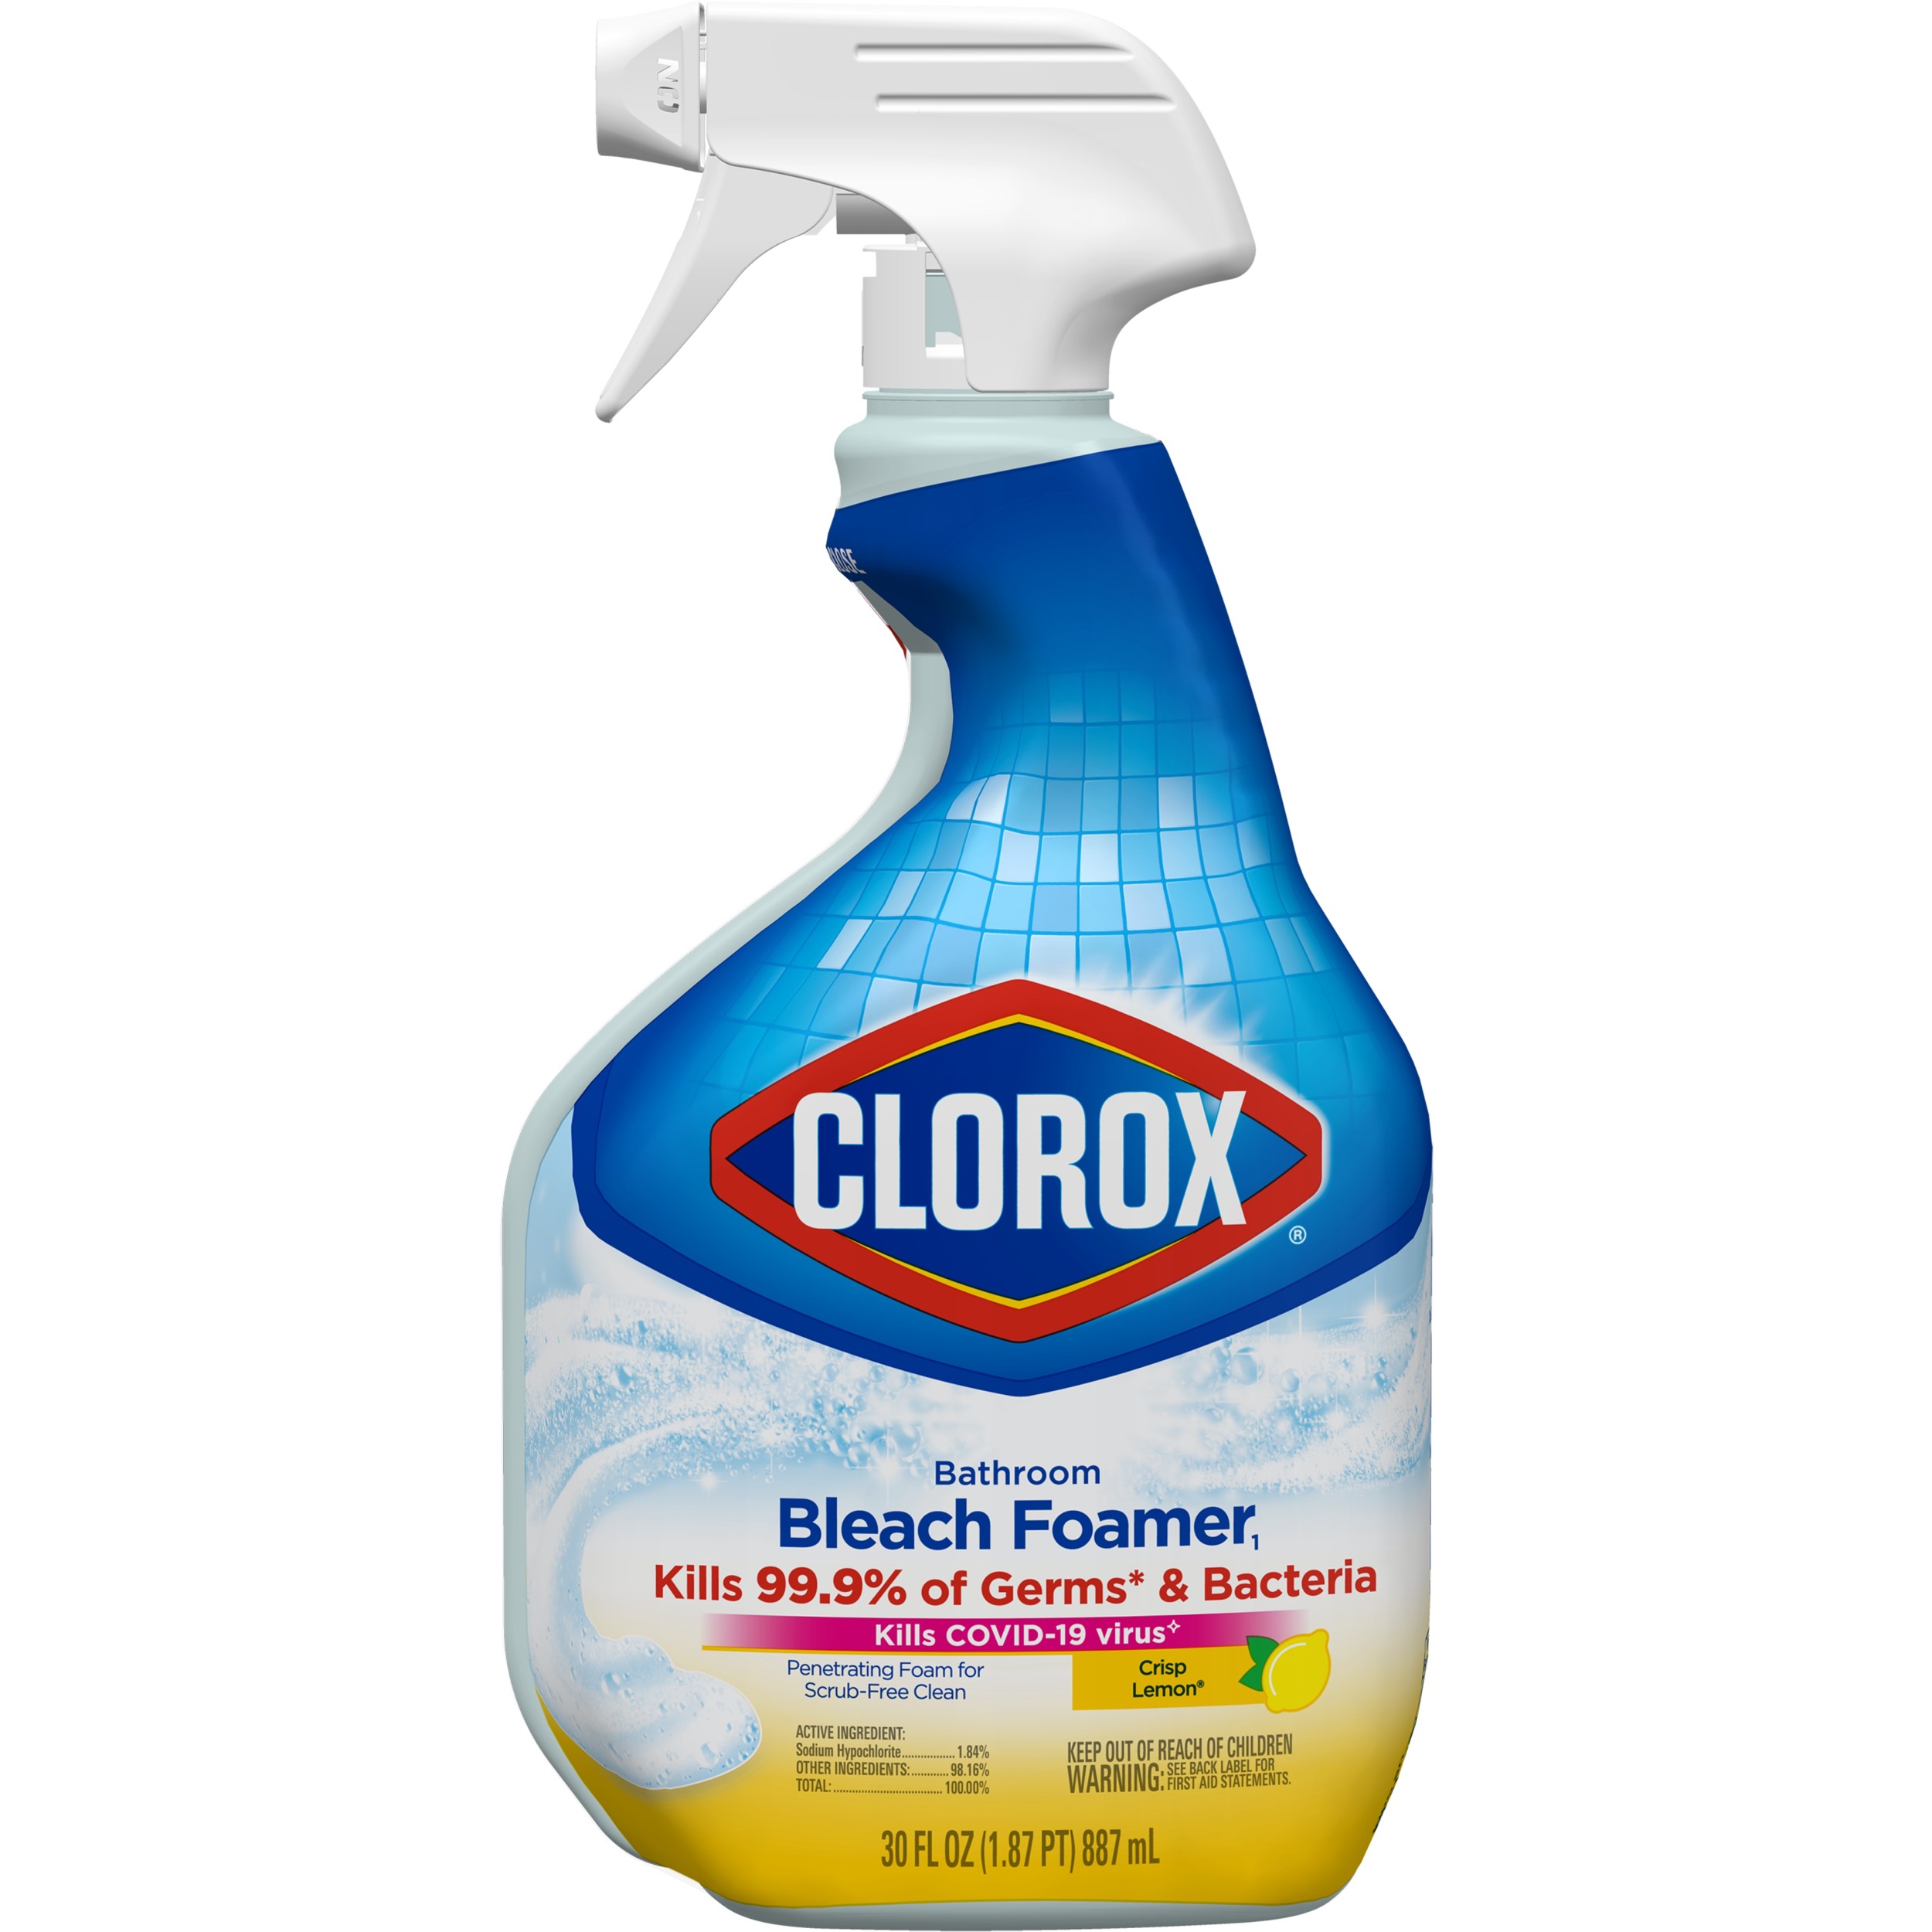 ON
CLOROX
®
Bathroom
Bleach Foamer1
Kills 99.9% of Germs* & Bacteria
Kills COVID-19 virus✧
Penetrating Foam for
Scrub-Free Clean
Crisp
Lemon®
ACTIVE INGREDIENT:
Sodium Hypochlorite................ 1.84%
OTHER INGREDIENTS:........... 98.16%
TOTAL: ................................ 100.00%
KEEP OUT OF REACH OF CHILDREN
WARNING: SEE BACK LABEL FOR
FIRST AID STATEMENTS.
30 FL OZ (1.87 PT) 887 mL